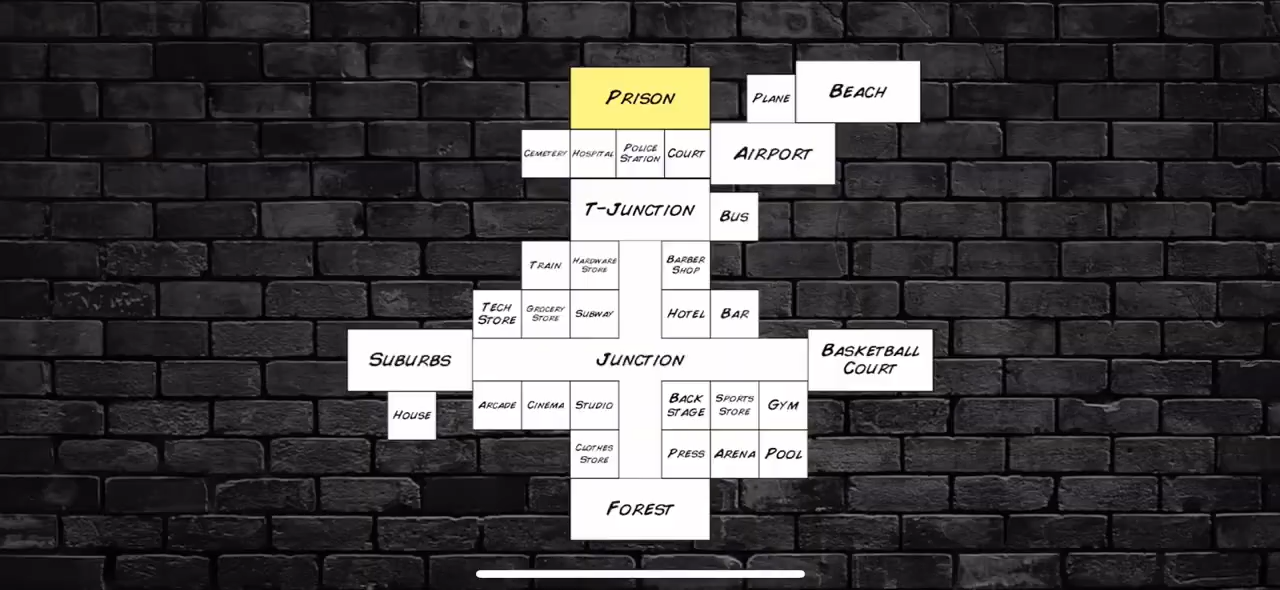 PRISON
PLANE
BEACH
CEMETERY
HOSPITAL
POLICE
STATION
COURT
AIRPORT
T-JUNCTION
BUS
TRAIN
HARDWARE
STORE
BARBER
SHOP
TECH
STORE
GROCERY
STORE
SUBWAY
HOTEL
BAR
SUBURBS
JUNCTION
BASKETBALL
COURT
HOUSE
ARCADE
CINEMA
STUDIO
BACK
STAGE
SPORTS
STORE
GYM
CLOTHES
STORE
PRESS
ARENA
POOL
FOREST